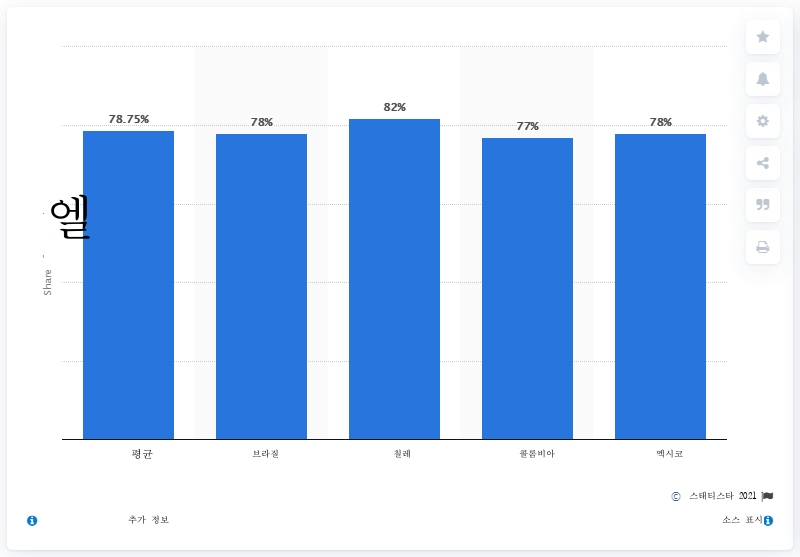 78.75%
78%
82%
77%
78%
엘
Share
평균
브라질
칠레
콜롬비아
멕시코
© 스태티스타 2021
추가 정보
소스 표시